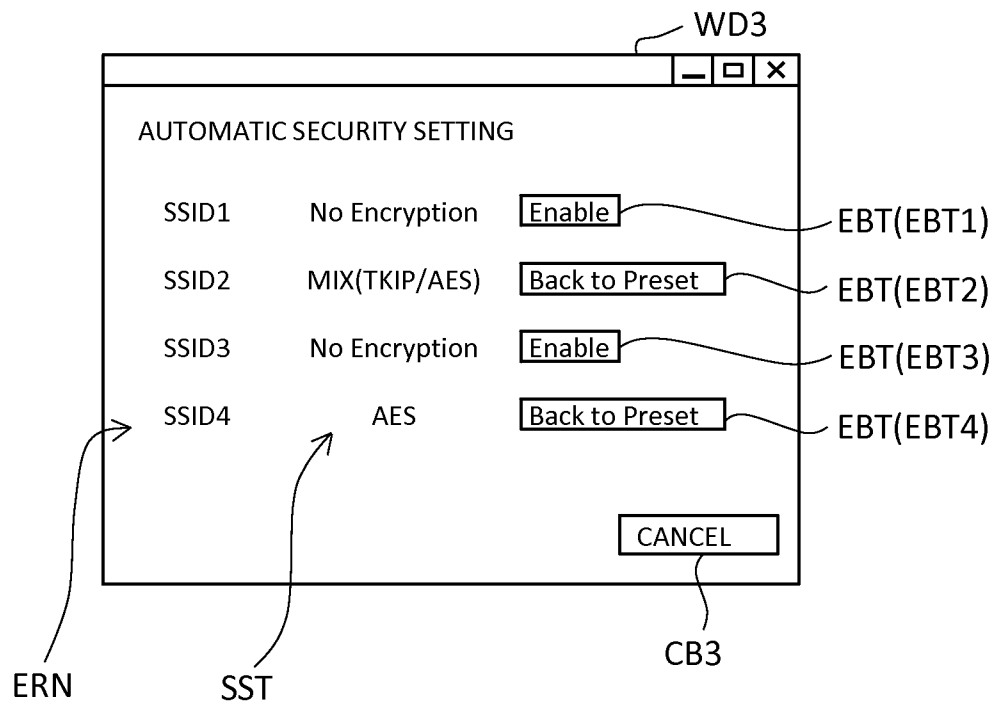 WD3
AUTOMATIC SECURITY SETTING
SSID1 No Encryption Enable EBT(EBT1)
SSID2 MIX(TKIP/AES) Back to Preset EBT(EBT2)
SSID3 No Encryption Enable EBT(EBT3)
SSID4 AES Back to Preset EBT(EBT4)
CANCEL
CB3
ERN SST